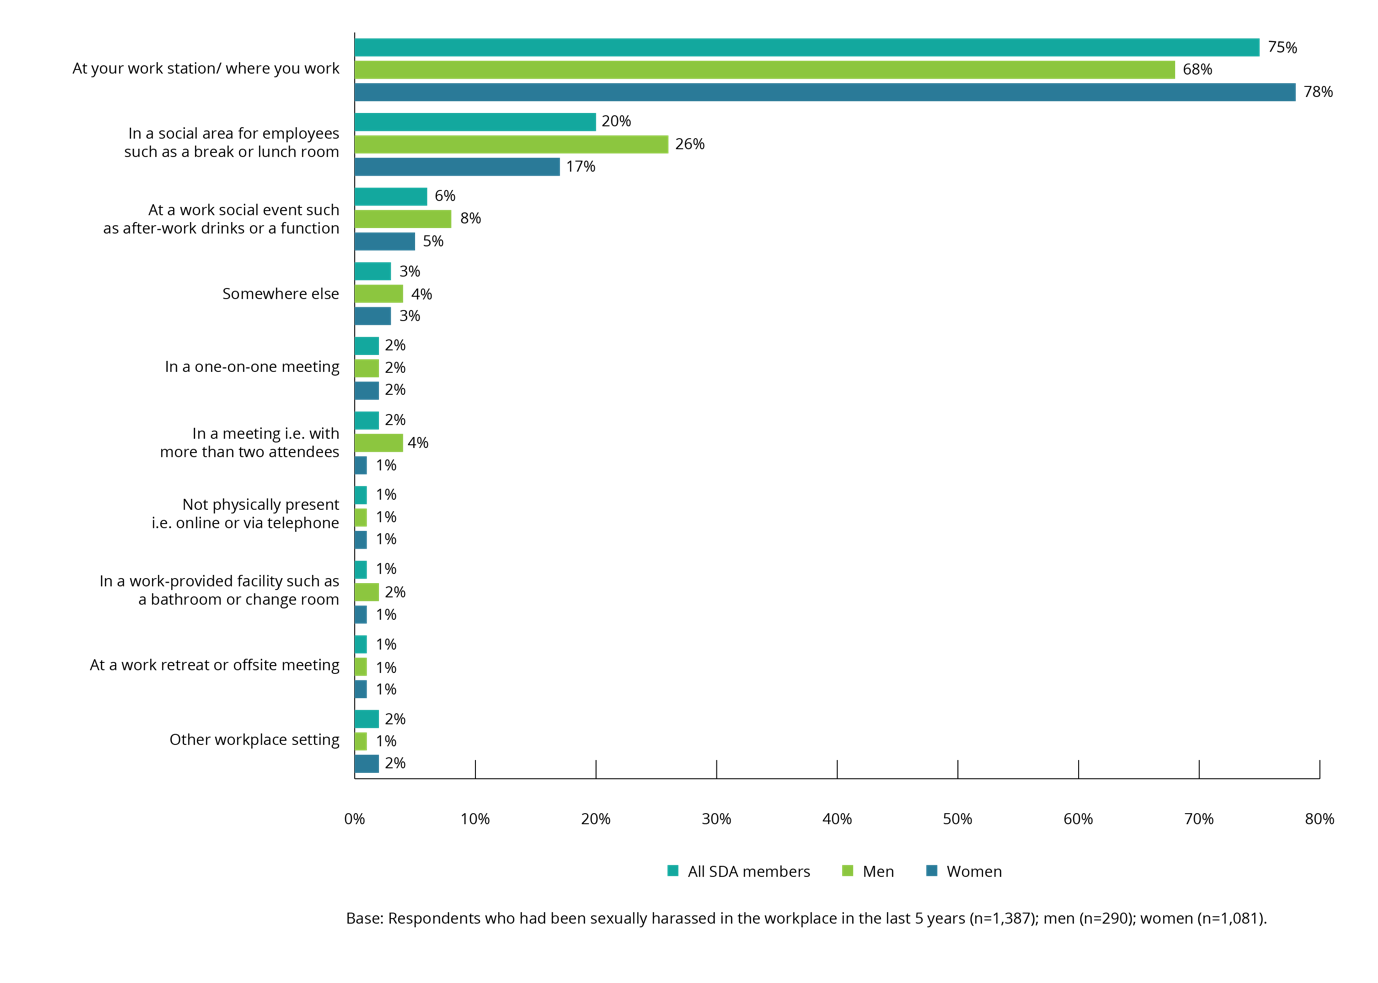 At your work station/ where you work
75%
68%
78%
In a social area for employees
such as a break or lunch room
20%
26%
17%
At a work social event such
as after-work drinks or a function
6%
8%
5%
Somewhere else
3%
4%
3%
In a one-on-one meeting
2%
2%
2%
In a meeting i.e. with
more than two attendees
2%
4%
1%
Not physically present
i.e. online or via telephone
1%
1%
1%
In a work-provided facility such as
a bathroom or change room
1%
2%
1%
At a work retreat or offsite meeting
1%
1%
1%
Other workplace setting
2%
1%
2%
0% 10% 20% 30% 40% 50% 60% 70% 80%
All SDA members Men Women
Base: Respondents who had been sexually harassed in the workplace in the last 5 years (n=1,387); men (n=290); women (n=1,081).